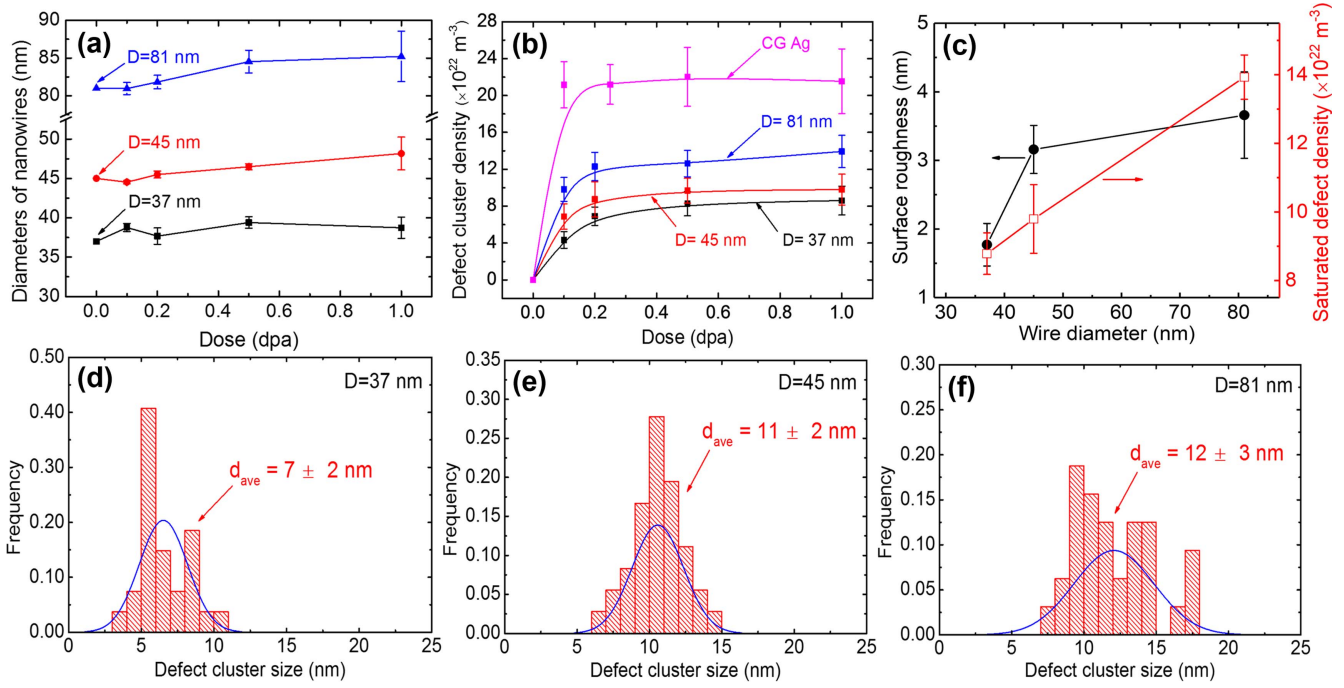 (a)
Diameters of nanowires (nm)
90
85
80
50
45
40
35
30
D=81 nm
D=45 nm
D=37 nm
0.0 0.2 0.4 0.6 0.8 1.0
Dose (dpa)
(b)
Defect cluster density (×10²² m⁻³)
28
24
20
16
12
8
4
0
CG Ag
D= 81 nm
D= 45 nm
D= 37 nm
0.0 0.2 0.4 0.6 0.8 1.0
Dose (dpa)
(c)
Surface roughness (nm)
5
4
3
2
1
Saturated defect density (×10²² m⁻³)
14
12
10
8
30 40 50 60 70 80
Wire diameter (nm)
(d)
D=37 nm
Frequency
0.50
0.40
0.30
0.20
0.10
0.00
d_ave = 7 ± 2 nm
0 5 10 15 20 25
Defect cluster size (nm)
(e)
D=45 nm
Frequency
0.35
0.30
0.25
0.20
0.15
0.10
0.05
0.00
d_ave = 11 ± 2 nm
0 5 10 15 20 25
Defect cluster size (nm)
(f)
D=81 nm
Frequency
0.30
0.25
0.20
0.15
0.10
0.05
0.00
d_ave = 12 ± 3 nm
0 5 10 15 20 25
Defect cluster size (nm)